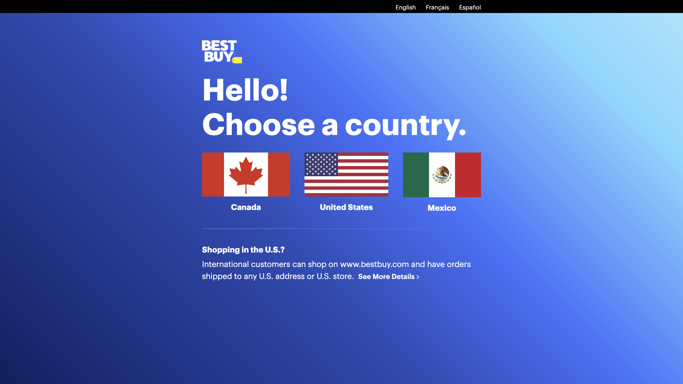 English Français Español
BEST
BUY
Hello!
Choose a country.
Canada United States Mexico
Shopping in the U.S.?
International customers can shop on www.bestbuy.com and have orders
shipped to any U.S. address or U.S. store. See More Details ›